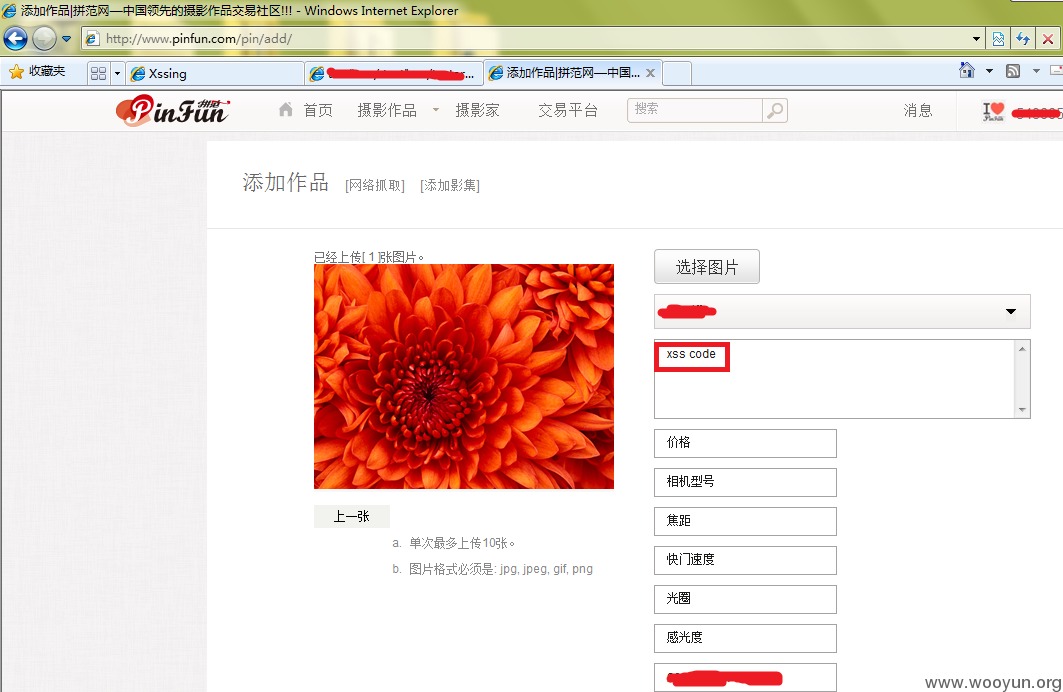 添加作品|拼范网—中国领先的摄影作品交易社区!!! - Windows Internet Explorer
http://www.pinfun.com/pin/add/
收藏夹 Xssing 添加作品|拼范网—中国...
PinFun 拼范 首页 摄影作品 摄影家 交易平台 搜索 消息 I
添加作品 [网络抓取] [添加影集]
已经上传[ 1 ]张图片。
选择图片
xss code
价格
相机型号
焦距
快门速度
光圈
感光度
上一张
a. 单次最多上传10张。
b. 图片格式必须是: jpg, jpeg, gif, png
www.wooyun.org